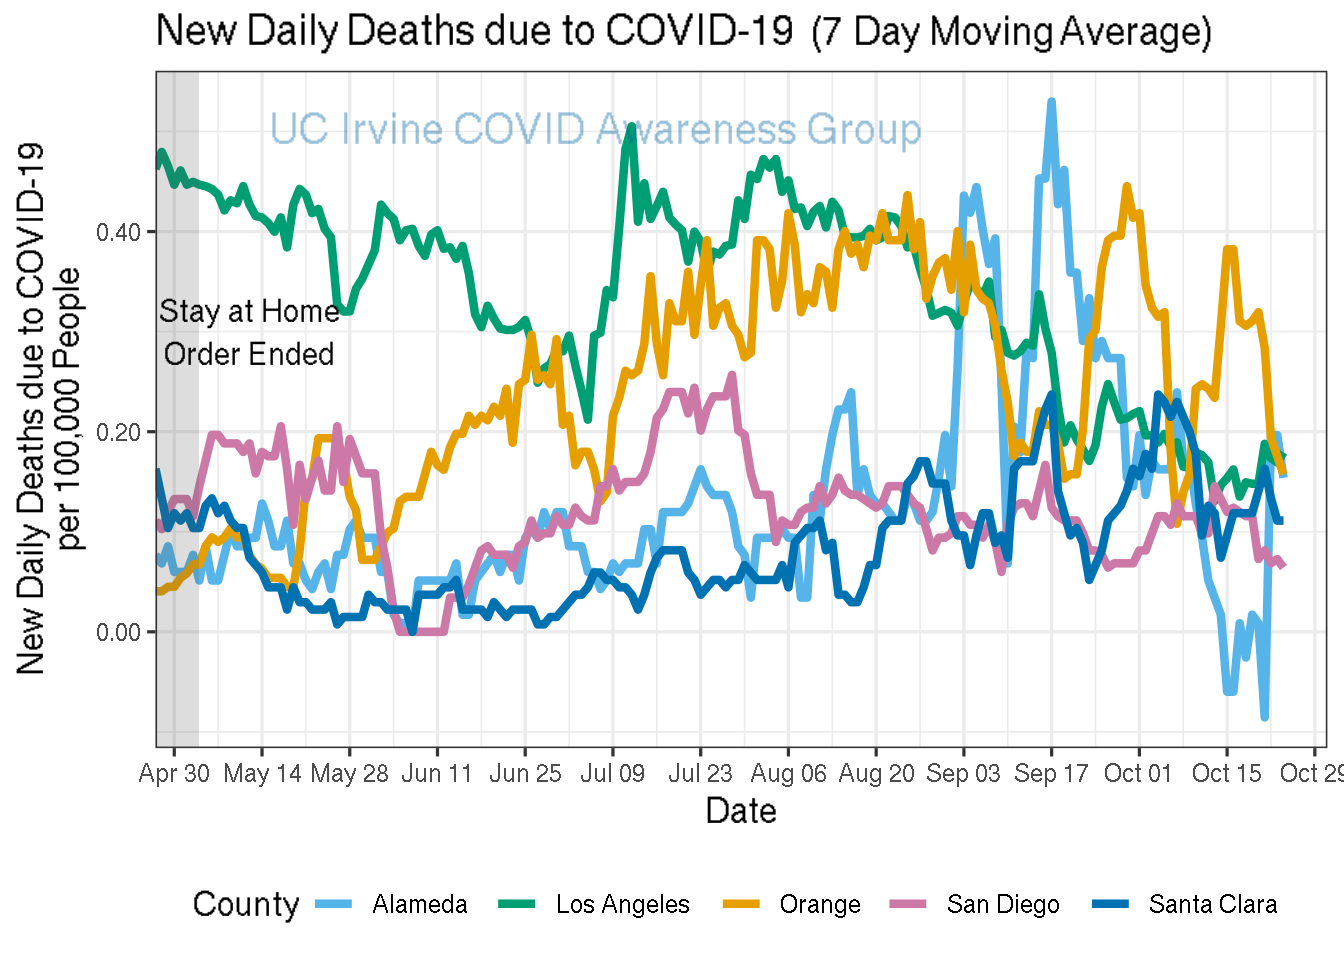 New Daily Deaths due to COVID-19 (7 Day Moving Average)
UC Irvine COVID Awareness Group
New Daily Deaths due to COVID-19
per 100,000 People
0.40
0.20
0.00
Stay at Home
Order Ended
Apr 30 May 14 May 28 Jun 11 Jun 25 Jul 09 Jul 23 Aug 06 Aug 20 Sep 03 Sep 17 Oct 01 Oct 15 Oct 29
Date
County Alameda Los Angeles Orange San Diego Santa Clara